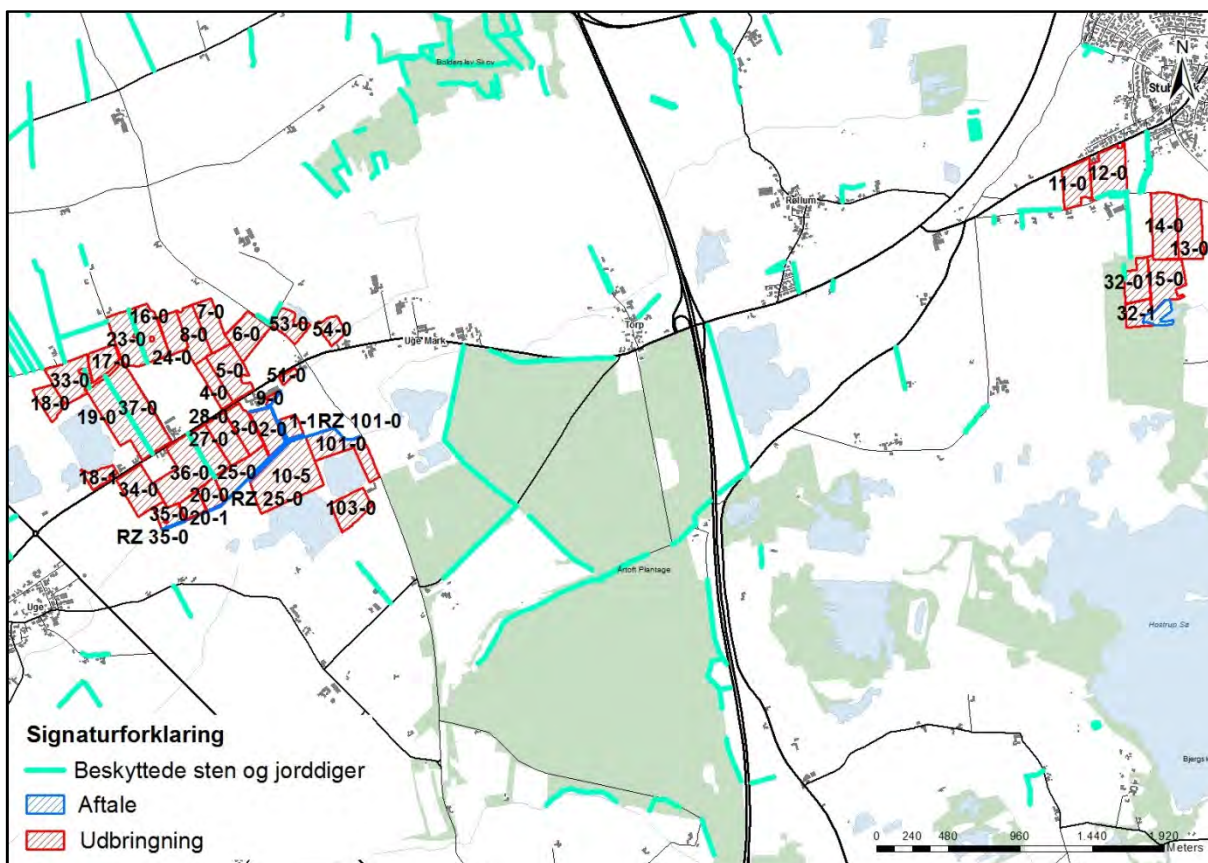 Bolderslev Skov
N
Stub
Røllum
11-0
12-0
14-0
13-0
32-0
15-0
32-1
Torp
Uge Mark
16-0
7-0
23-0
8-0
6-0
53-0
54-0
24-0
17-0
5-0
33-0
51-0
4-0
18-0
9-0
19-0
37-0
28-0
3-0
2-0
1-1
RZ 101-0
27-0
101-0
36-0
25-0
10-5
18-1
34-0
20-0
RZ 25-0
103-0
35-0
20-1
RZ 35-0
Årtoft Plantage
Uge
Hostrup Sø
Signaturforklaring
Beskyttede sten og jorddiger
Aftale
Udbringning
0 240 480 960 1.440 1.920
Meters